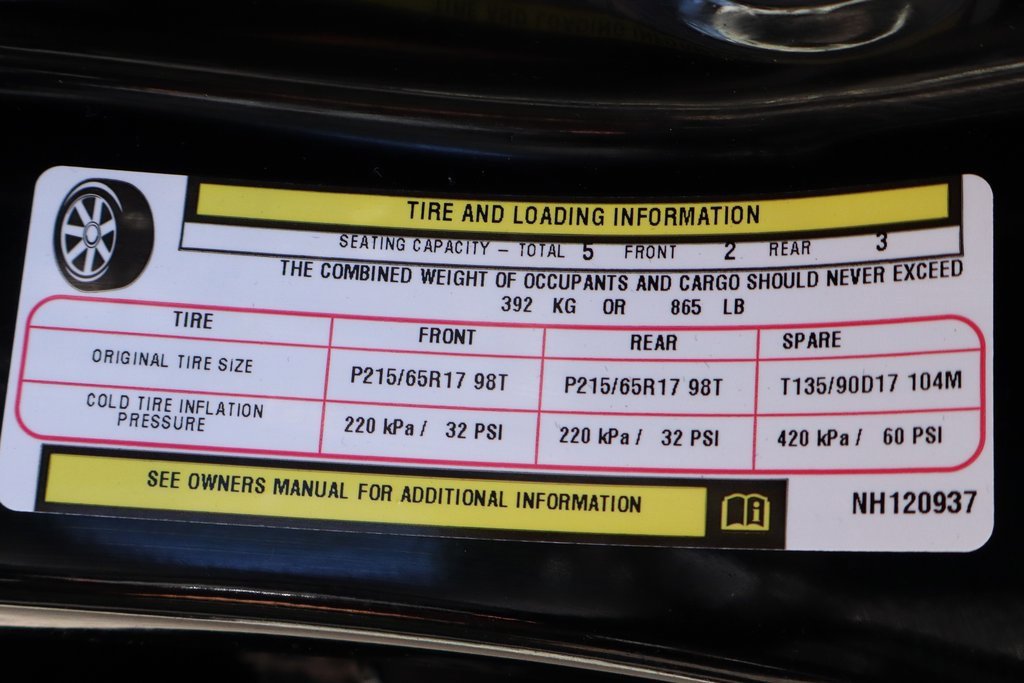 TIRE AND LOADING INFORMATION
SEATING CAPACITY – TOTAL 5 FRONT 2 REAR 3
THE COMBINED WEIGHT OF OCCUPANTS AND CARGO SHOULD NEVER EXCEED
392 KG OR 865 LB
TIRE FRONT REAR SPARE
ORIGINAL TIRE SIZE P215/65R17 98T P215/65R17 98T T135/90D17 104M
COLD TIRE INFLATION PRESSURE 220 kPa / 32 PSI 220 kPa / 32 PSI 420 kPa / 60 PSI
SEE OWNERS MANUAL FOR ADDITIONAL INFORMATION
NH120937